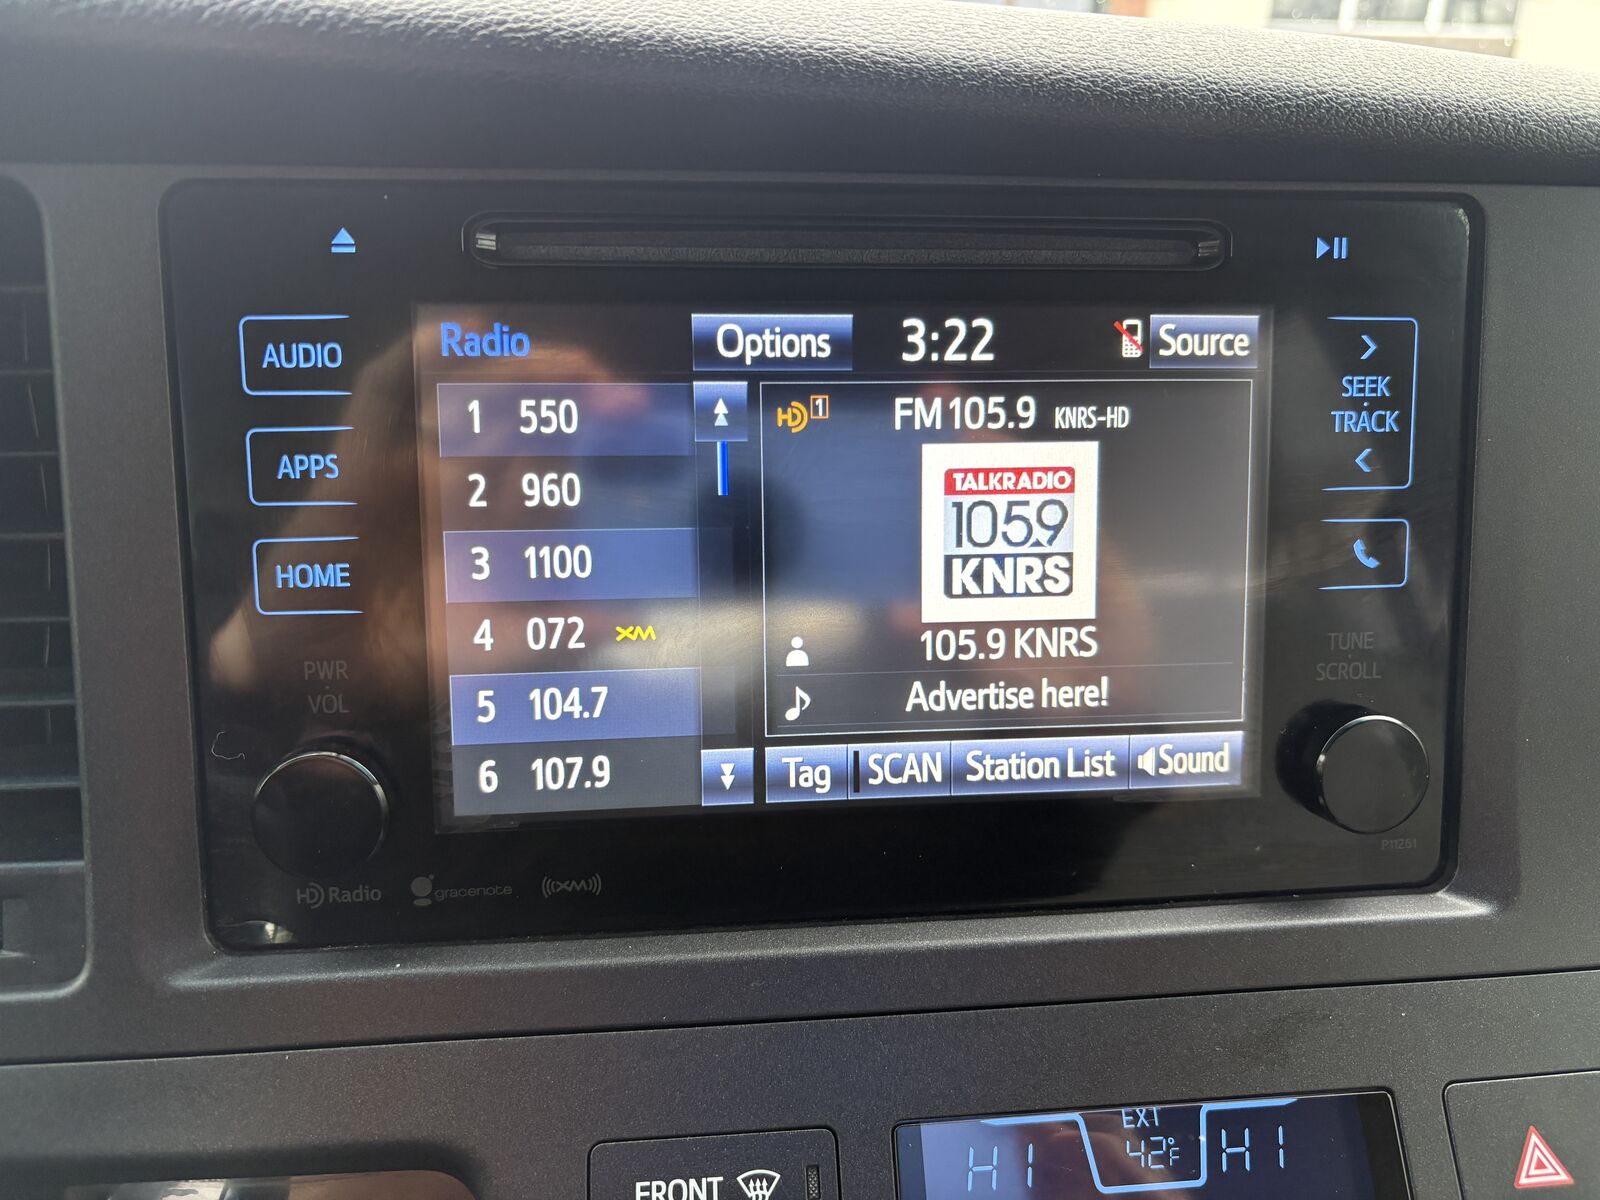 Radio
Options
3:22
Source
AUDIO
APPS
HOME
PWR
VOL
1 550
2 960
3 1100
4 072 XM
5 104.7
6 107.9
HD 1
FM 105.9 KNRS-HD
TALKRADIO
105.9
KNRS
105.9 KNRS
Advertise here!
Tag
SCAN
Station List
Sound
SEEK
TRACK
TUNE
SCROLL
P11261
HD Radio
gracenote
((XM))
FRONT
HI
EXT
42°F
HI